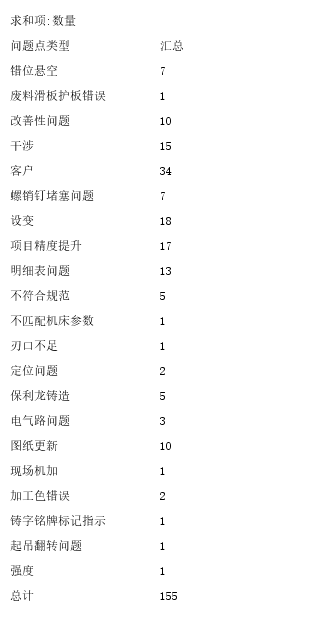 求和项:数量
问题点类型 汇总
错位悬空 7
废料滑板护板错误 1
改善性问题 10
干涉 15
客户 34
螺销钉堵塞问题 7
设变 18
项目精度提升 17
明细表问题 13
不符合规范 5
不匹配机床参数 1
刃口不足 1
定位问题 2
保利龙铸造 5
电气路问题 3
图纸更新 10
现场机加 1
加工色错误 2
铸字铭牌标记指示 1
起吊翻转问题 1
强度 1
总计 155